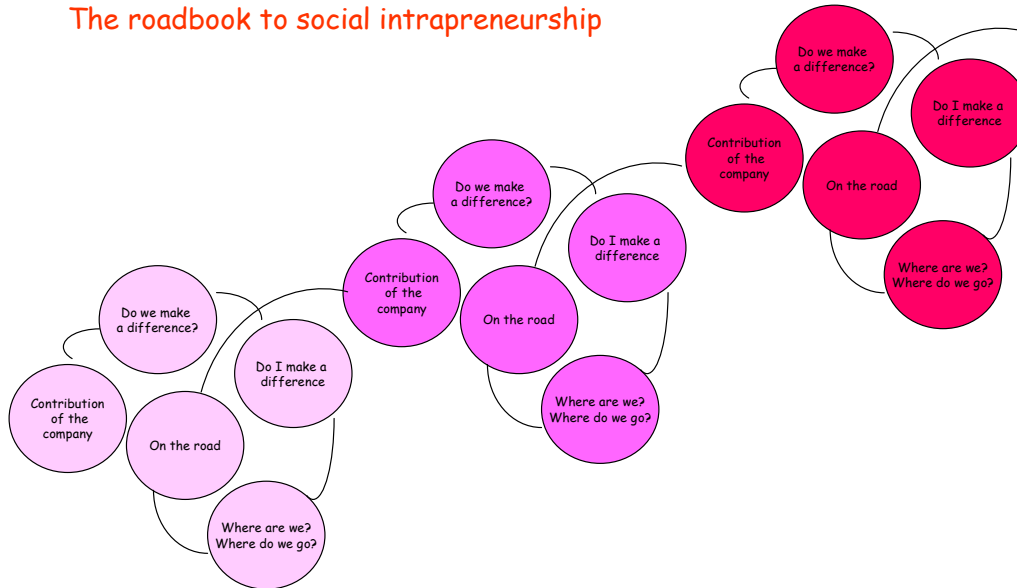 The roadbook to social intrapreneurship
Do we make
a difference?
Do I make a
difference
Contribution
of the
company
On the road
Where are we?
Where do we go?
Do we make
a difference?
Do I make a
difference
Contribution
of the
company
On the road
Where are we?
Where do we go?
Do we make
a difference?
Do I make a
difference
Contribution
of the
company
On the road
Where are we?
Where do we go?